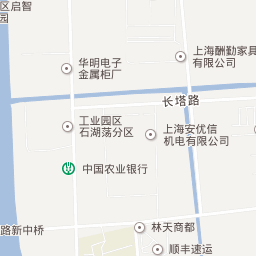 区启智
园
华明电子
金属柜厂
上海酬勤家具
有限公司
长塔路
工业园区
石湖荡分区
上海安优信
机电有限公司
中国农业银行
路新中桥
林天商都
顺丰速运